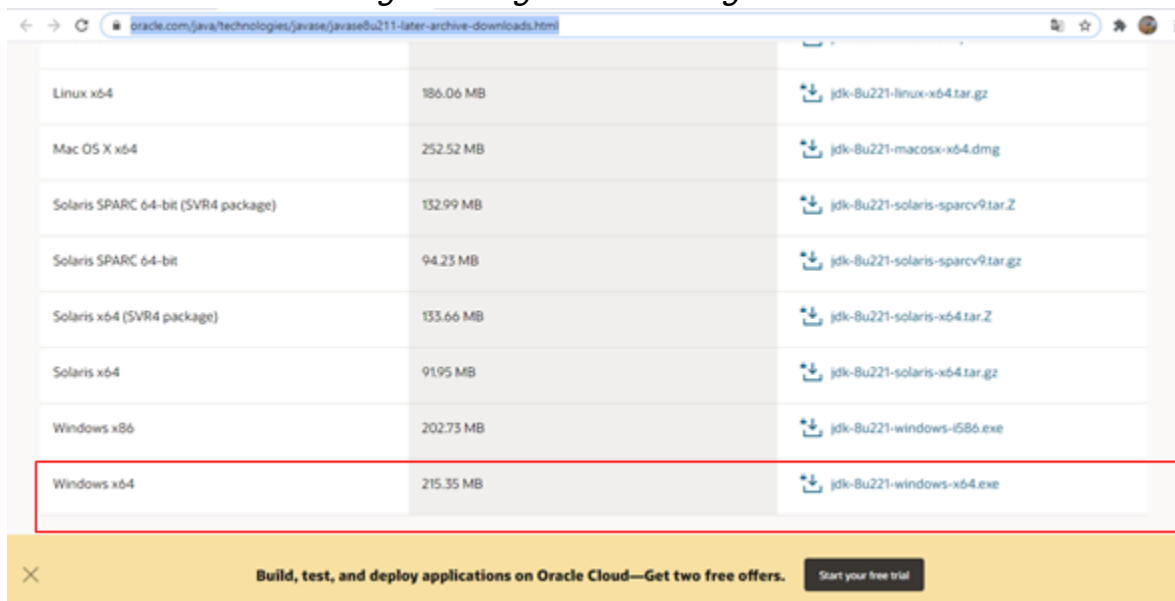 oracle.com/java/technologies/javase/javase8u211-later-archive-downloads.html
Linux x64 186.06 MB jdk-8u221-linux-x64.tar.gz
Mac OS X x64 252.52 MB jdk-8u221-macosx-x64.dmg
Solaris SPARC 64-bit (SVR4 package) 132.99 MB jdk-8u221-solaris-sparcv9.tar.Z
Solaris SPARC 64-bit 94.23 MB jdk-8u221-solaris-sparcv9.tar.gz
Solaris x64 (SVR4 package) 133.66 MB jdk-8u221-solaris-x64.tar.Z
Solaris x64 91.95 MB jdk-8u221-solaris-x64.tar.gz
Windows x86 202.73 MB jdk-8u221-windows-i586.exe
Windows x64 215.35 MB jdk-8u221-windows-x64.exe
Build, test, and deploy applications on Oracle Cloud—Get two free offers. Start your free trial